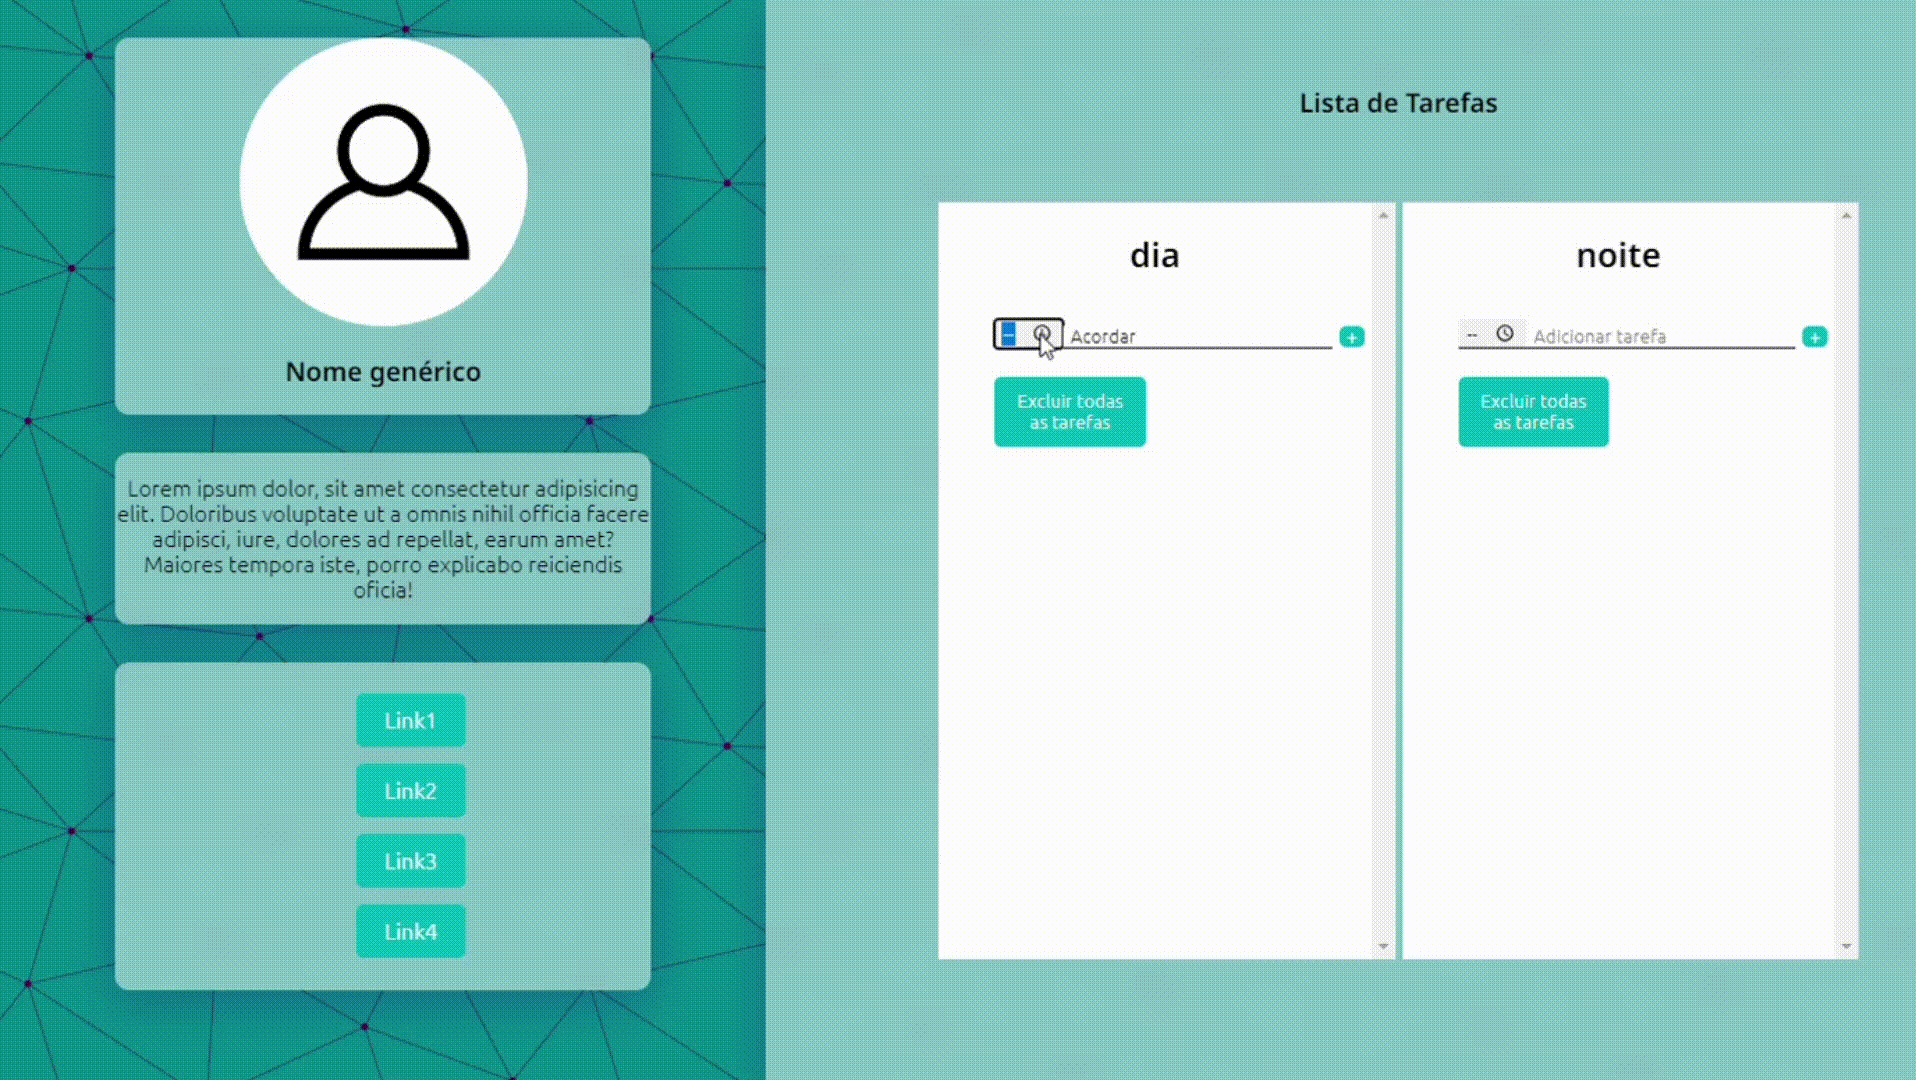 Nome genérico
Lorem ipsum dolor, sit amet consectetur adipisicing
elit. Doloribus voluptate ut a omnis nihil officia facere
adipisci, iure, dolores ad repellat, earum amet?
Maiores tempora iste, porro explicabo reiciendis
oficia!
Link1
Link2
Link3
Link4
Lista de Tarefas
dia
-- Acordar +
Excluir todas
as tarefas
noite
-- Adicionar tarefa +
Excluir todas
as tarefas